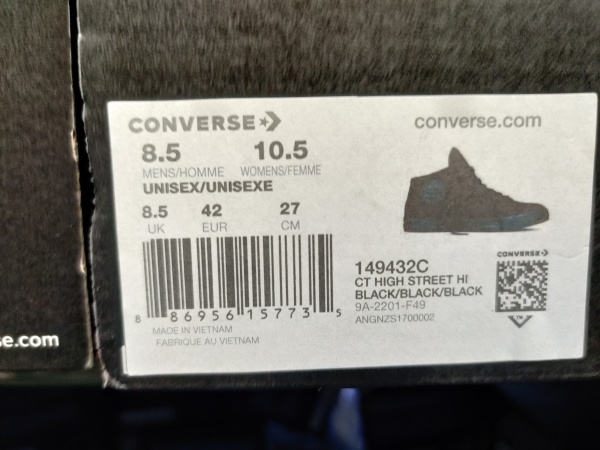 CONVERSE
converse.com
8.5 10.5
MENS/HOMME WOMENS/FEMME
UNISEX/UNISEXE
8.5 42 27
UK EUR CM
8 86956 15773 5
MADE IN VIETNAM
FABRIQUE AU VIETNAM
CONVERSE
149432C
CT HIGH STREET HI
BLACK/BLACK/BLACK
9A-2201-F49
ANGNZS1700002
se.com